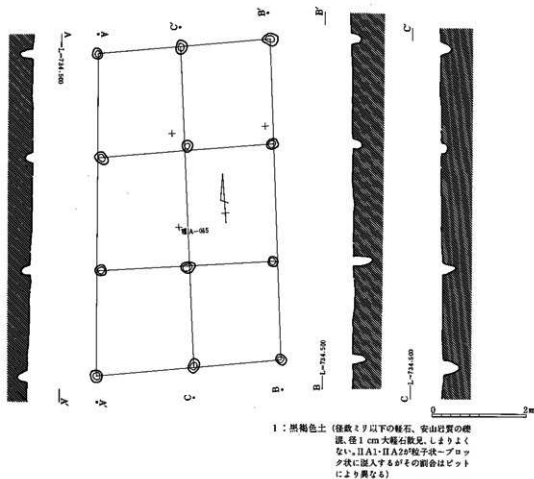 A
A'
C'
B'
B'
C'
A—L=734.500
A'
A'
C
B
B—L=734.500
C—L=734.500
0
2m
1：黒褐色土（径数ミリ以下の軽石、安山岩質の礫
混、径1cm大軽石散見、しまりよく
ない。ⅡA1・ⅡA2が粒子状～ブロッ
ク状に混入するがその割合はピット
により異なる）